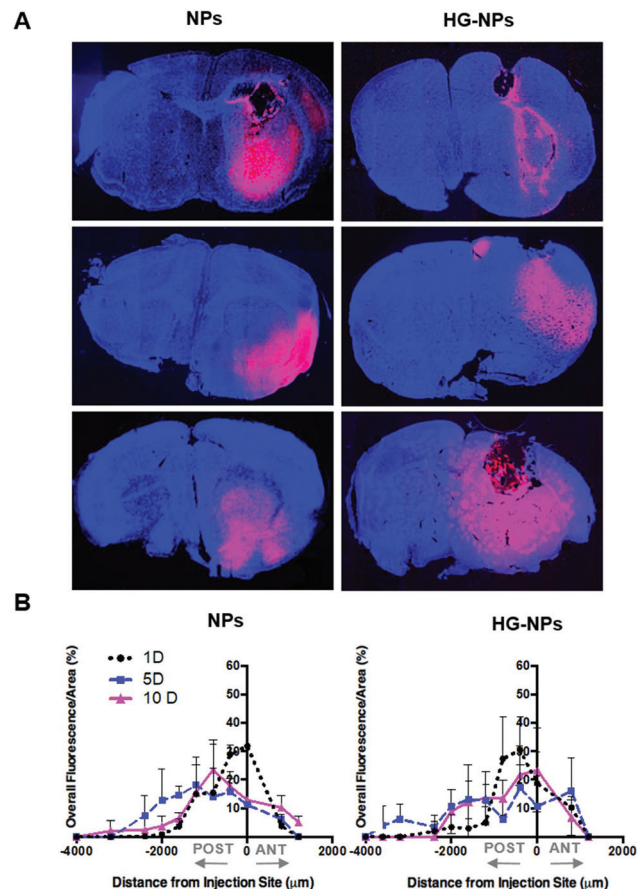 A
NPs
HG-NPs
B
NPs
HG-NPs
Overall Fluorescence/Area (%)
1D
5D
10 D
60
50
40
30
20
10
-4000
-2000
0
2000
POST
ANT
Distance from Injection Site (μm)
Overall Fluorescence/Area (%)
60
50
40
30
20
10
-4000
-2000
0
2000
POST
ANT
Distance from Injection Site (μm)